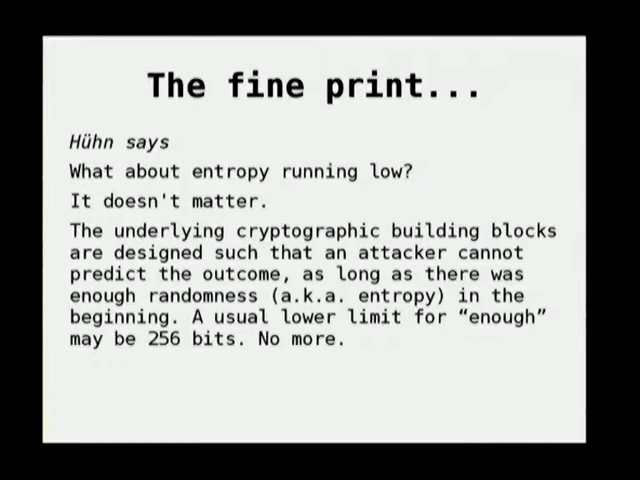 The fine print...
Hühn says
What about entropy running low?
It doesn't matter.
The underlying cryptographic building blocks
are designed such that an attacker cannot
predict the outcome, as long as there was
enough randomness (a.k.a. entropy) in the
beginning. A usual lower limit for “enough”
may be 256 bits. No more.